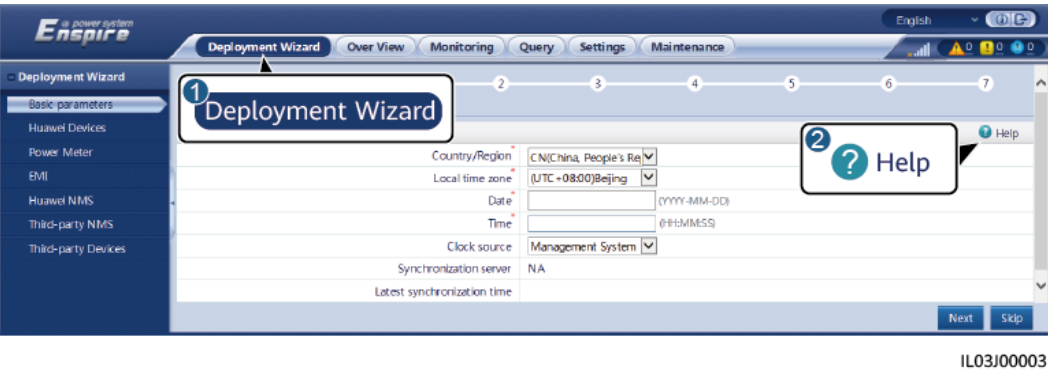 a power system
Enspire
English
Deployment Wizard
Over View
Monitoring
Query
Settings
Maintenance
0
0
0
Deployment Wizard
Basic parameters
Huawei Devices
Power Meter
EMI
Huawei NMS
Third-party NMS
Third-party Devices
1
Deployment Wizard
2
3
4
5
6
7
? Help
2
? Help
Country/Region*
CN(China, People's Re
Local time zone*
(UTC+08:00)Beijing
Date*
(YYYY-MM-DD)
Time*
(HH:MM:SS)
Clock source
Management System
Synchronization server
NA
Latest synchronization time
Next
Skip
IL03J00003